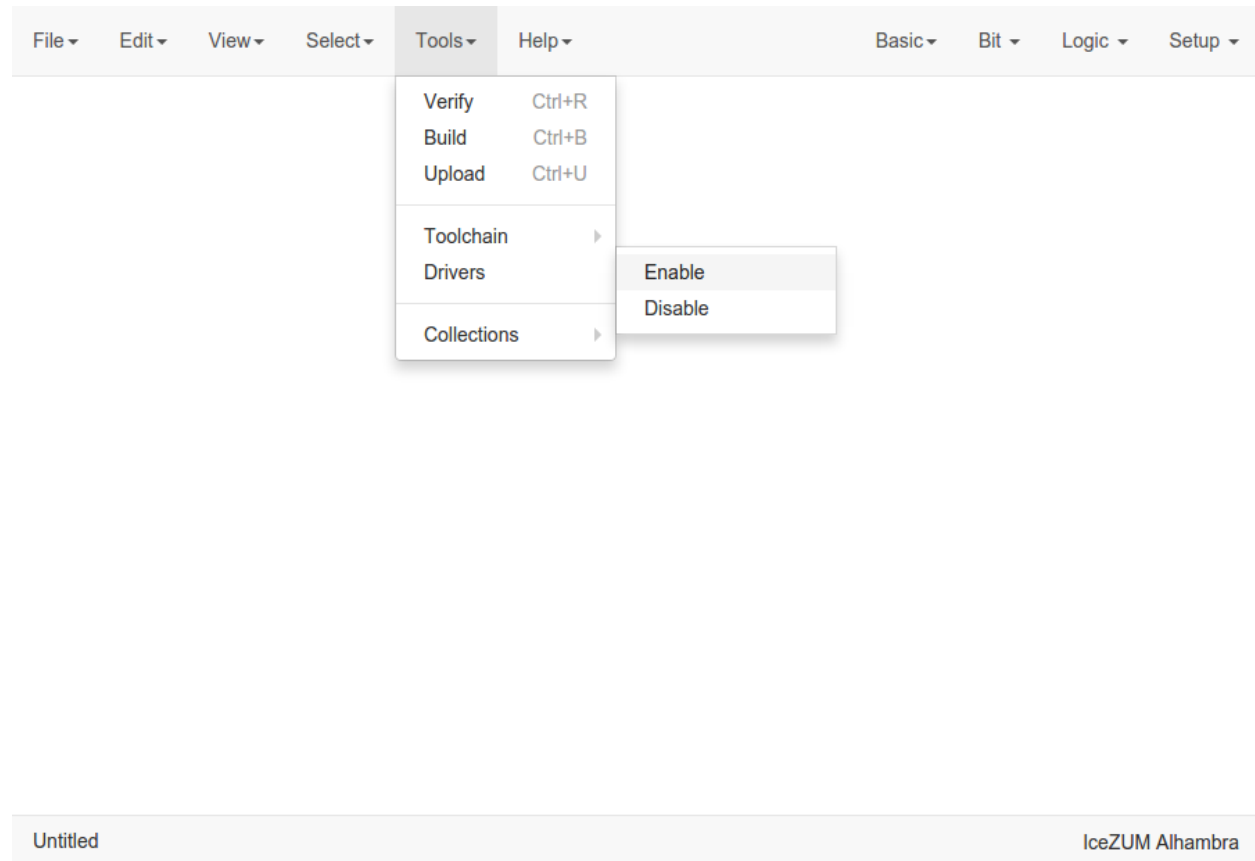 File Edit View Select Tools Help Basic Bit Logic Setup
Verify Ctrl+R
Build Ctrl+B
Upload Ctrl+U
Toolchain
Drivers
Collections
Enable
Disable
Untitled IceZUM Alhambra